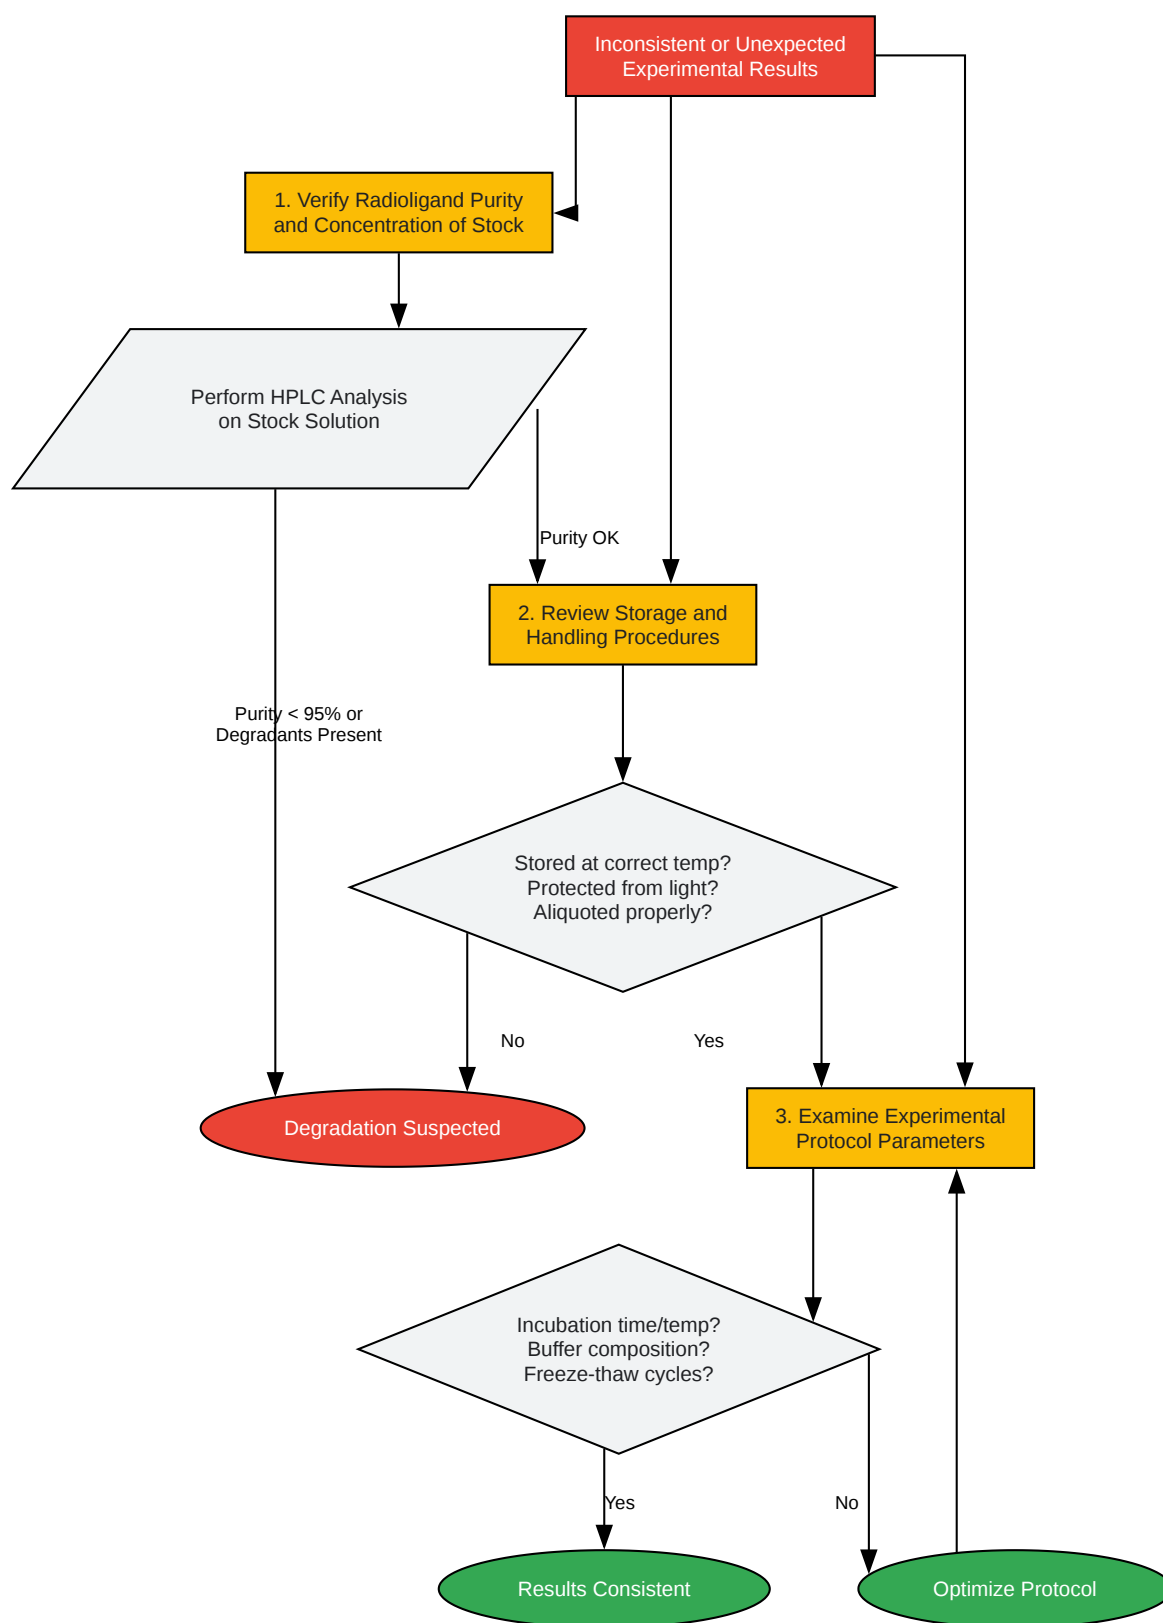 Inconsistent or Unexpected
Experimental Results
1. Verify Radioligand Purity
and Concentration of Stock
Perform HPLC Analysis
on Stock Solution
Purity OK
2. Review Storage and
Handling Procedures
Purity < 95% or
Degradants Present
Stored at correct temp?
Protected from light?
Aliquoted properly?
No
Yes
Degradation Suspected
3. Examine Experimental
Protocol Parameters
Incubation time/temp?
Buffer composition?
Freeze-thaw cycles?
Yes
No
Results Consistent
Optimize Protocol